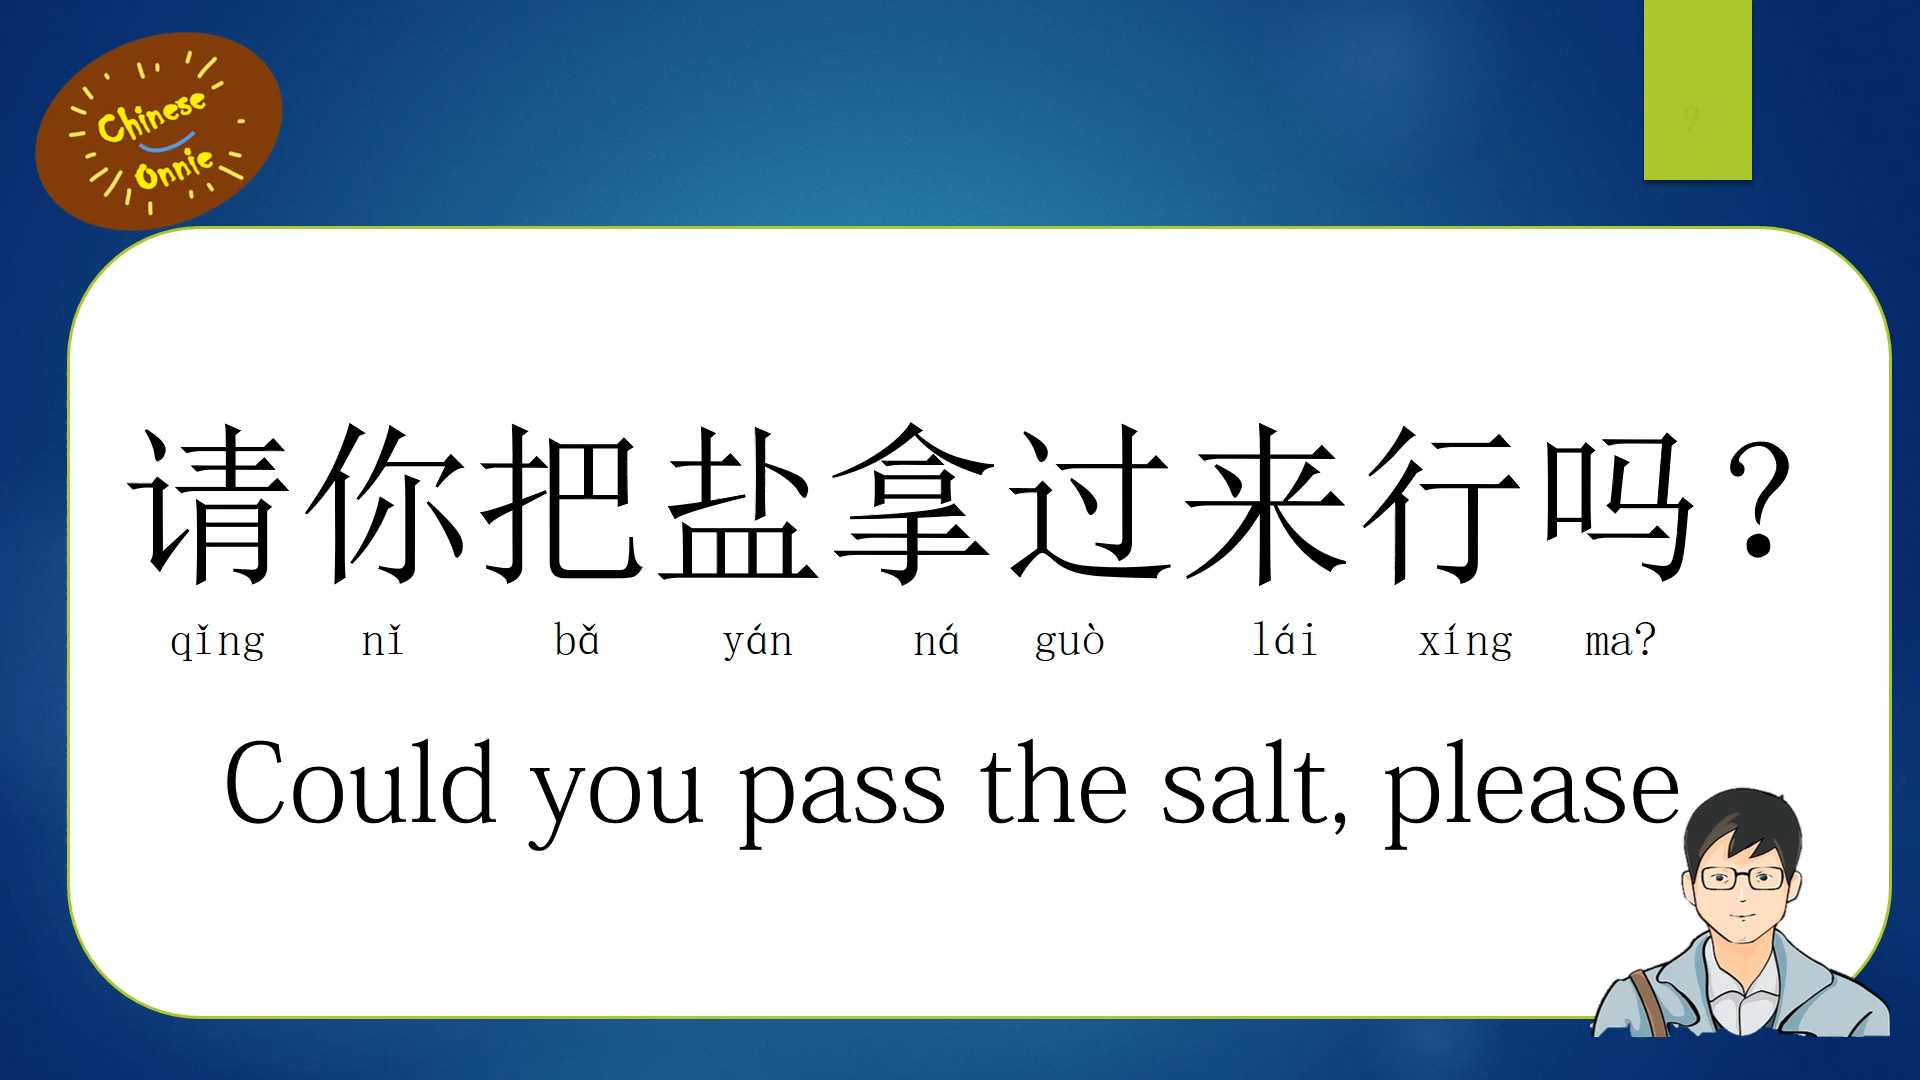 Chinese
Onnie
9
请你把盐拿过来行吗？
qǐng nǐ bǎ yán ná guò lái xíng ma?
Could you pass the salt, please